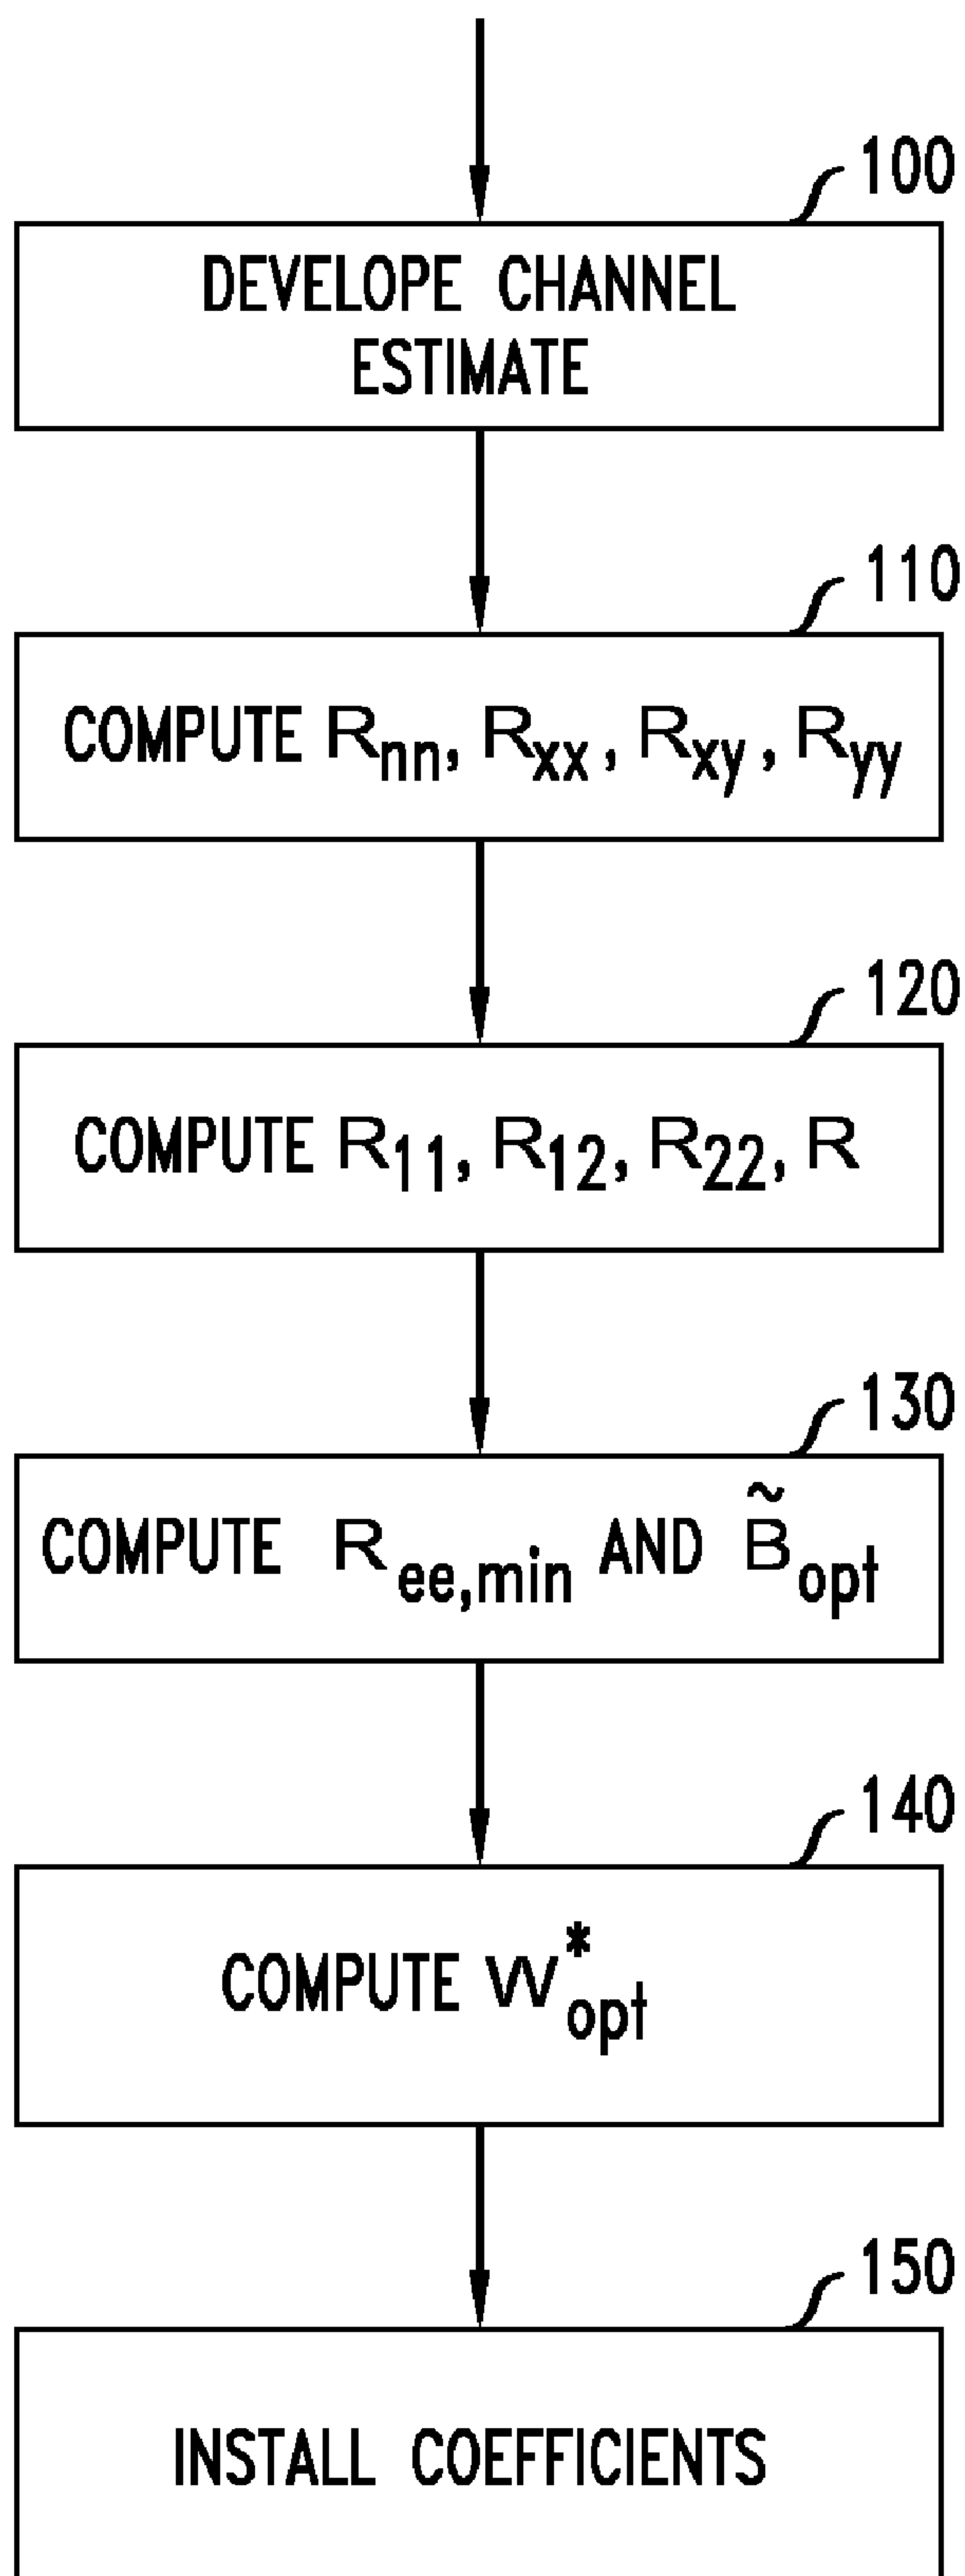 100
DEVELOPE CHANNEL
ESTIMATE
110
COMPUTE Rnn, Rxx, Rxy, Ryy
120
COMPUTE R11, R12, R22, R
130
COMPUTE Ree,min AND B̃opt
140
COMPUTE W*opt
150
INSTALL COEFFICIENTS